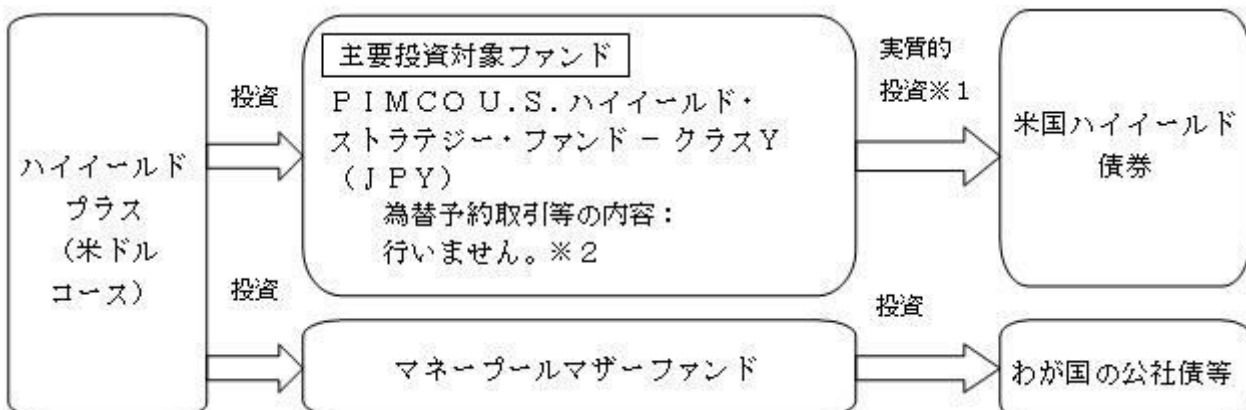 ハイイールド
プラス
（米ドル
コース）
投資
投資
主要投資対象ファンド
ＰＩＭＣＯ Ｕ.Ｓ.ハイイールド・
ストラテジー・ファンド － クラスＹ
（ＪＰＹ）
為替予約取引等の内容：
行いません。※２
マネープールマザーファンド
実質的
投資※１
投資
米国ハイイールド
債券
わが国の公社債等